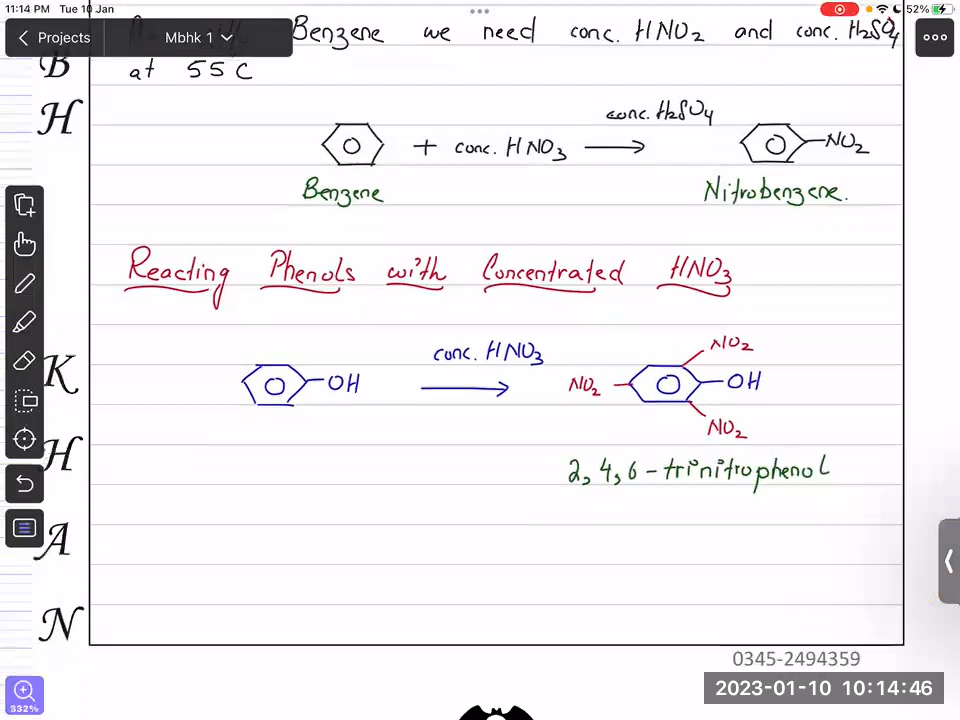 11:14 PM Tue 10 Jan
52%
Projects
Mbhk 1
Benzene we need conc. HNO2 and conc. H2SO4
at 55 C
B
H
conc. H2SO4
+ conc. HNO3
NO2
Benzene
Nitrobenzene.
Reacting Phenols with Concentrated HNO3
K
conc. HNO3
OH
NO2
NO2
OH
NO2
H
2,4,6-trinitrophenol
A
N
0345-2494359
2023-01-10 10:14:46
932%